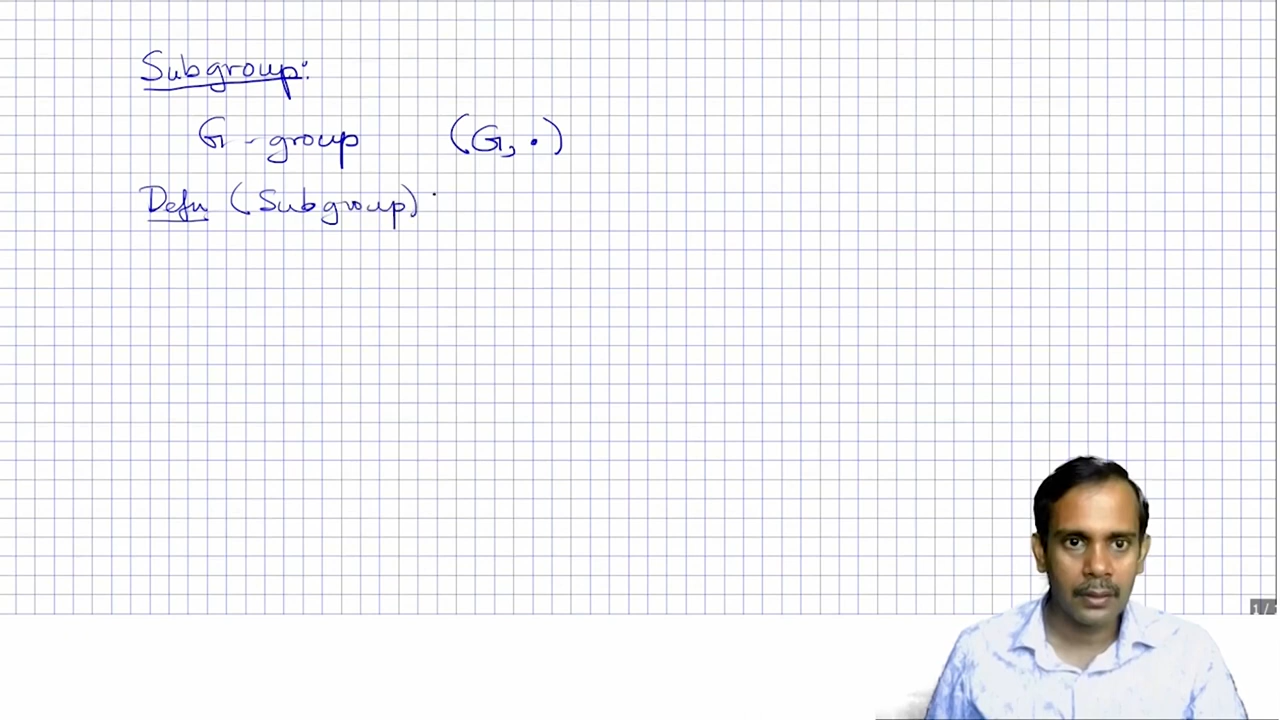 Subgroup:
G - group (G, •)
Defn (Subgroup) :